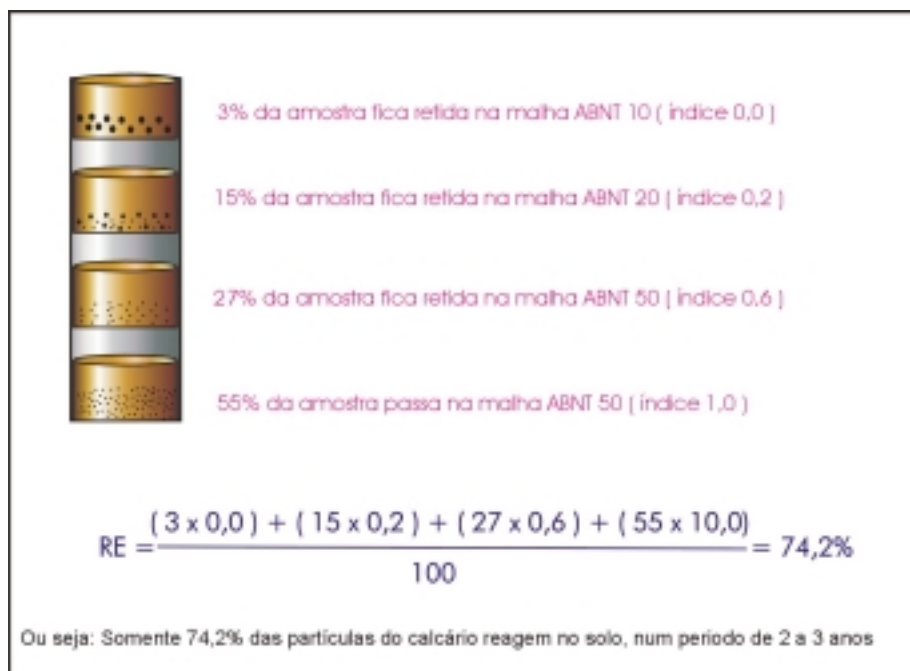 3% da amostra fica retida na malha ABNT 10 ( índice 0,0 )
15% da amostra fica retida na malha ABNT 20 ( índice 0,2 )
27% da amostra fica retida na malha ABNT 50 ( índice 0,6 )
55% da amostra passa na malha ABNT 50 ( índice 1,0 )
( 3 x 0,0 ) + ( 15 x 0,2 ) + ( 27 x 0,6 ) + ( 55 x 10,0)
RE = = 74,2%
100
Ou seja: Somente 74,2% das partículas do calcário reagem no solo, num período de 2 a 3 anos